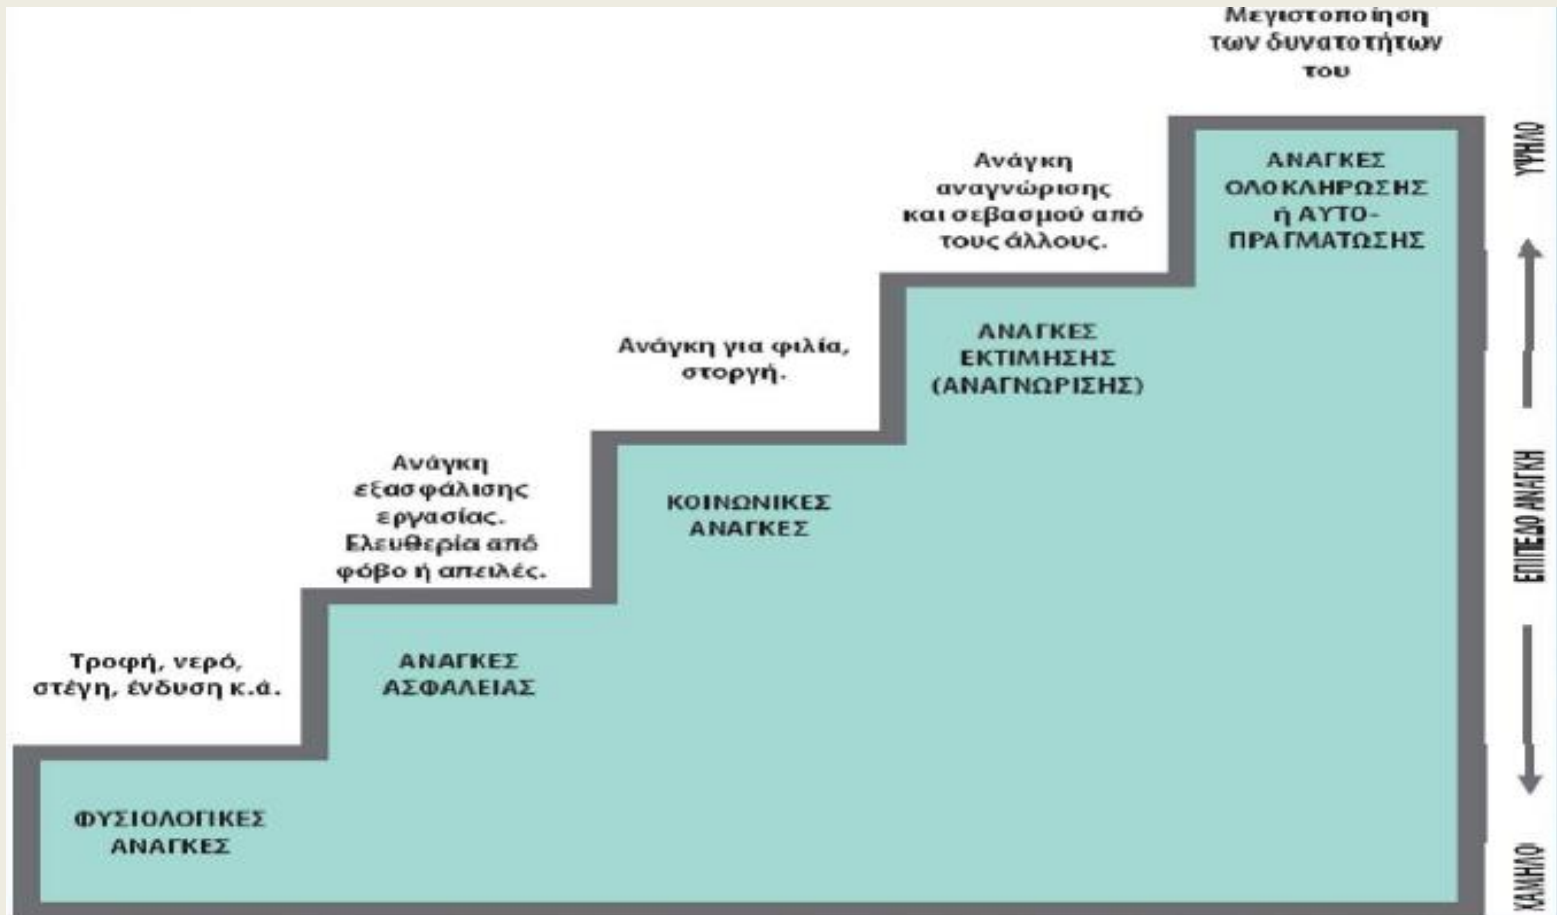 Μεγιστοποίηση
των δυνατοτήτων
του
ΑΝΑΓΚΕΣ
ΟΛΟΚΛΗΡΩΣΗΣ
ή ΑΥΤΟ-
ΠΡΑΓΜΑΤΩΣΗΣ
Ανάγκη
αναγνώρισης
και σεβασμού από
τους άλλους.
ΑΝΑΓΚΕΣ
ΕΚΤΙΜΗΣΗΣ
(ΑΝΑΓΝΩΡΙΣΗΣ)
Ανάγκη για φιλία,
στοργή.
ΚΟΙΝΩΝΙΚΕΣ
ΑΝΑΓΚΕΣ
Ανάγκη
εξασφάλισης
εργασίας.
Ελευθερία από
φόβο ή απειλές.
ΑΝΑΓΚΕΣ
ΑΣΦΑΛΕΙΑΣ
Τροφή, νερό,
στέγη, ένδυση κ.ά.
ΦΥΣΙΟΛΟΓΙΚΕΣ
ΑΝΑΓΚΕΣ
ΥΨΗΛΟ
ΕΠΙΠΕΔΟ ΑΝΑΓΚΗ
ΧΑΜΗΛΟ